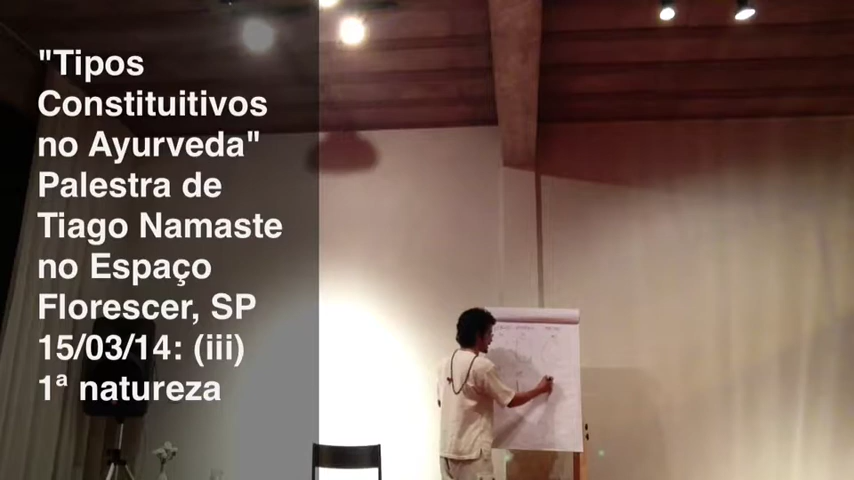 "Tipos
Constituitivos
no Ayurveda"
Palestra de
Tiago Namaste
no Espaço
Florescer, SP
15/03/14: (iii)
1ª natureza